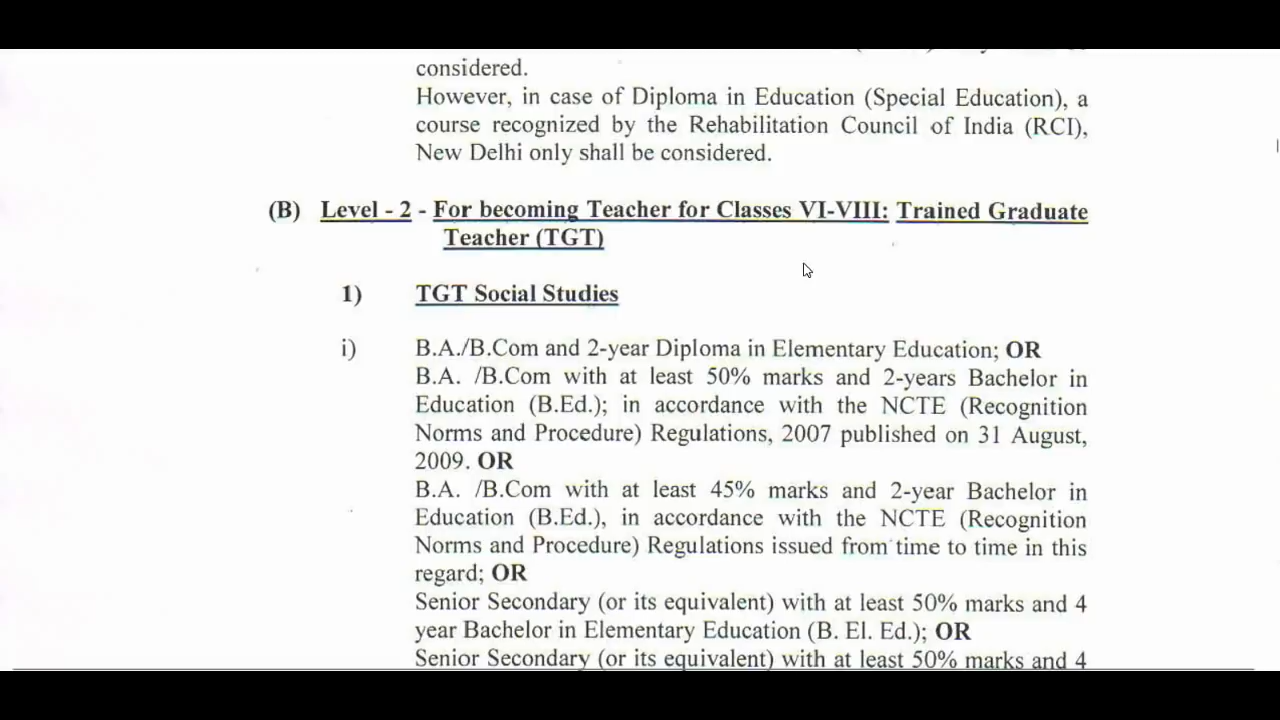 considered.
However, in case of Diploma in Education (Special Education), a
course recognized by the Rehabilitation Council of India (RCI),
New Delhi only shall be considered.
(B) Level - 2 - For becoming Teacher for Classes VI-VIII: Trained Graduate
Teacher (TGT)
1) TGT Social Studies
i) B.A./B.Com and 2-year Diploma in Elementary Education; OR
B.A. /B.Com with at least 50% marks and 2-years Bachelor in
Education (B.Ed.); in accordance with the NCTE (Recognition
Norms and Procedure) Regulations, 2007 published on 31 August,
2009. OR
B.A. /B.Com with at least 45% marks and 2-year Bachelor in
Education (B.Ed.), in accordance with the NCTE (Recognition
Norms and Procedure) Regulations issued from time to time in this
regard; OR
Senior Secondary (or its equivalent) with at least 50% marks and 4
year Bachelor in Elementary Education (B. El. Ed.); OR
Senior Secondary (or its equivalent) with at least 50% marks and 4